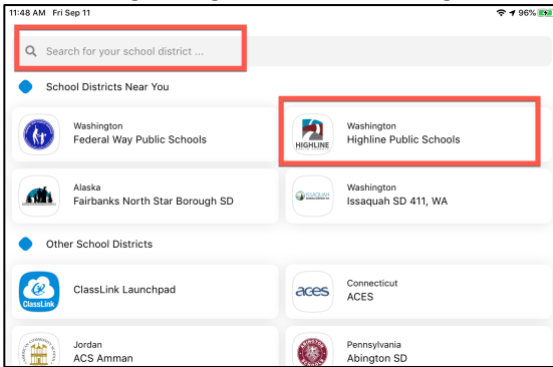 11:48 AM Fri Sep 11
96%
Search for your school district ...
School Districts Near You
Washington
Federal Way Public Schools
HIGHLINE
Washington
Highline Public Schools
Alaska
Fairbanks North Star Borough SD
ISSAQUAH
Washington
Issaquah SD 411, WA
Other School Districts
ClassLink
ClassLink Launchpad
aces
Connecticut
ACES
Jordan
ACS Amman
Pennsylvania
Abington SD